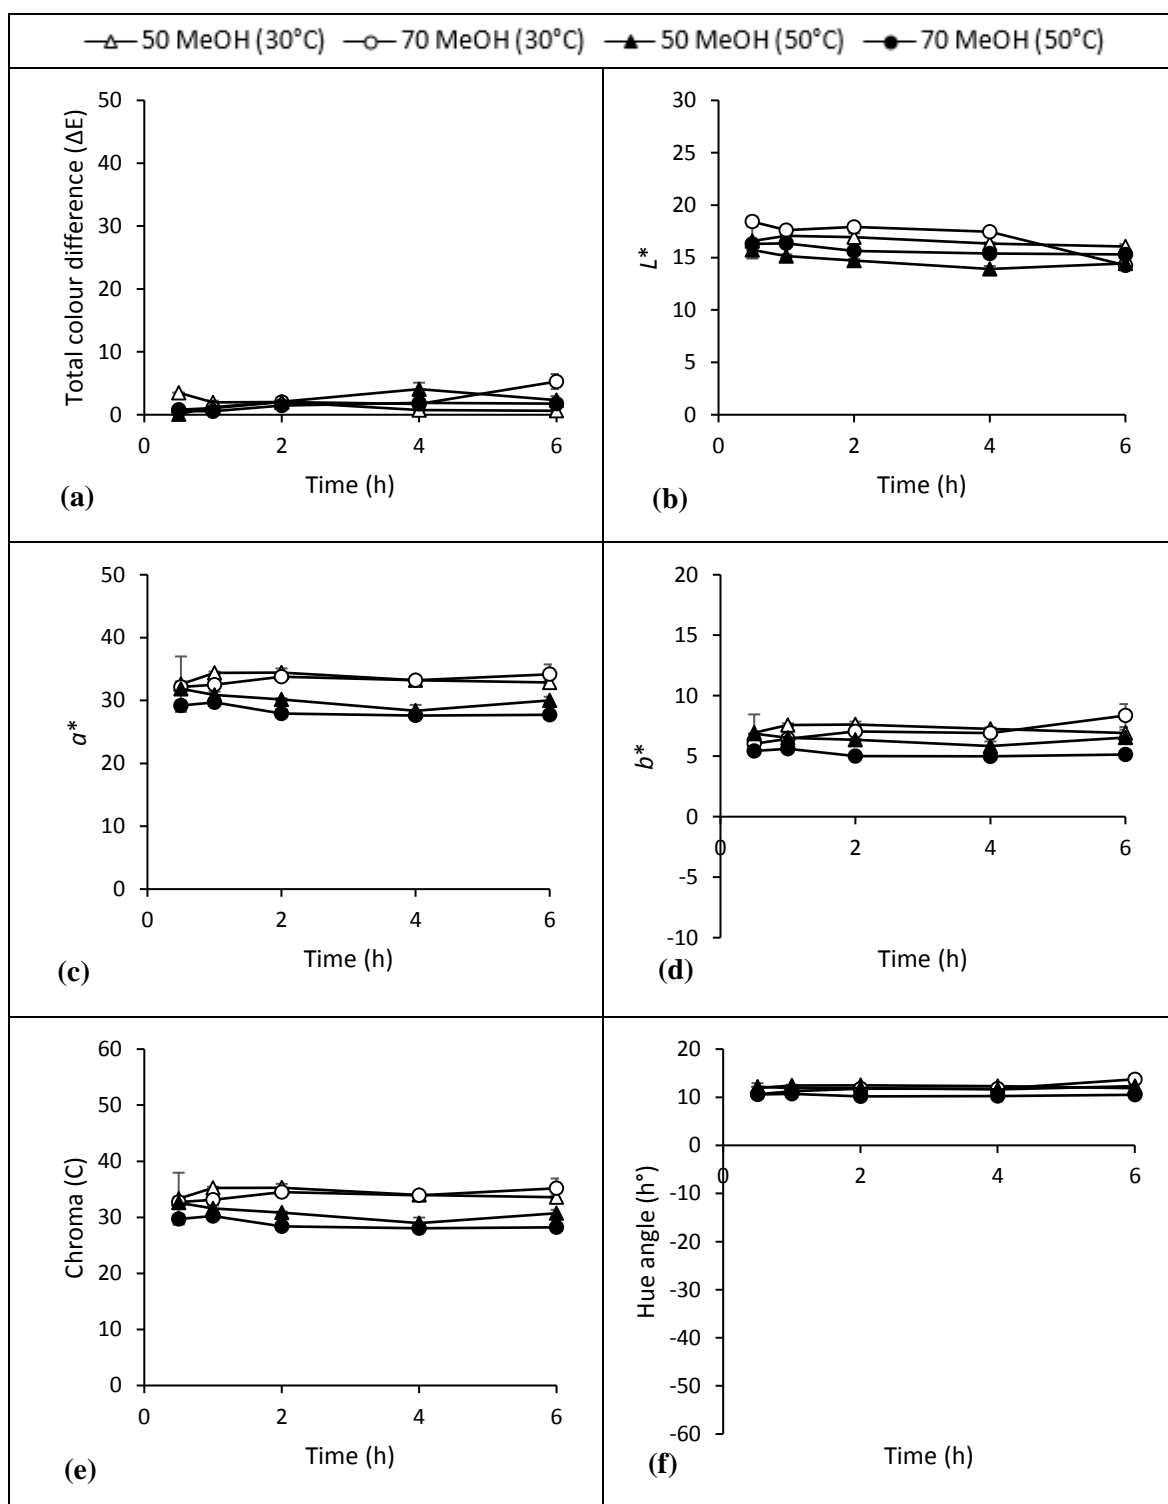 50 MeOH (30°C) 70 MeOH (30°C) 50 MeOH (50°C) 70 MeOH (50°C)
Total colour difference (ΔE)
50
40
30
20
10
0
0 2 4 6
Time (h)
(a)
L*
30
25
20
15
10
5
0
0 2 4 6
Time (h)
(b)
a*
50
40
30
20
10
0
0 2 4 6
Time (h)
(c)
b*
20
15
10
5
0
-5
-10
0 2 4 6
Time (h)
(d)
Chroma (C)
60
50
40
30
20
10
0
0 2 4 6
Time (h)
(e)
Hue angle (h°)
20
10
0
-10
-20
-30
-40
-50
-60
0 2 4 6
Time (h)
(f)